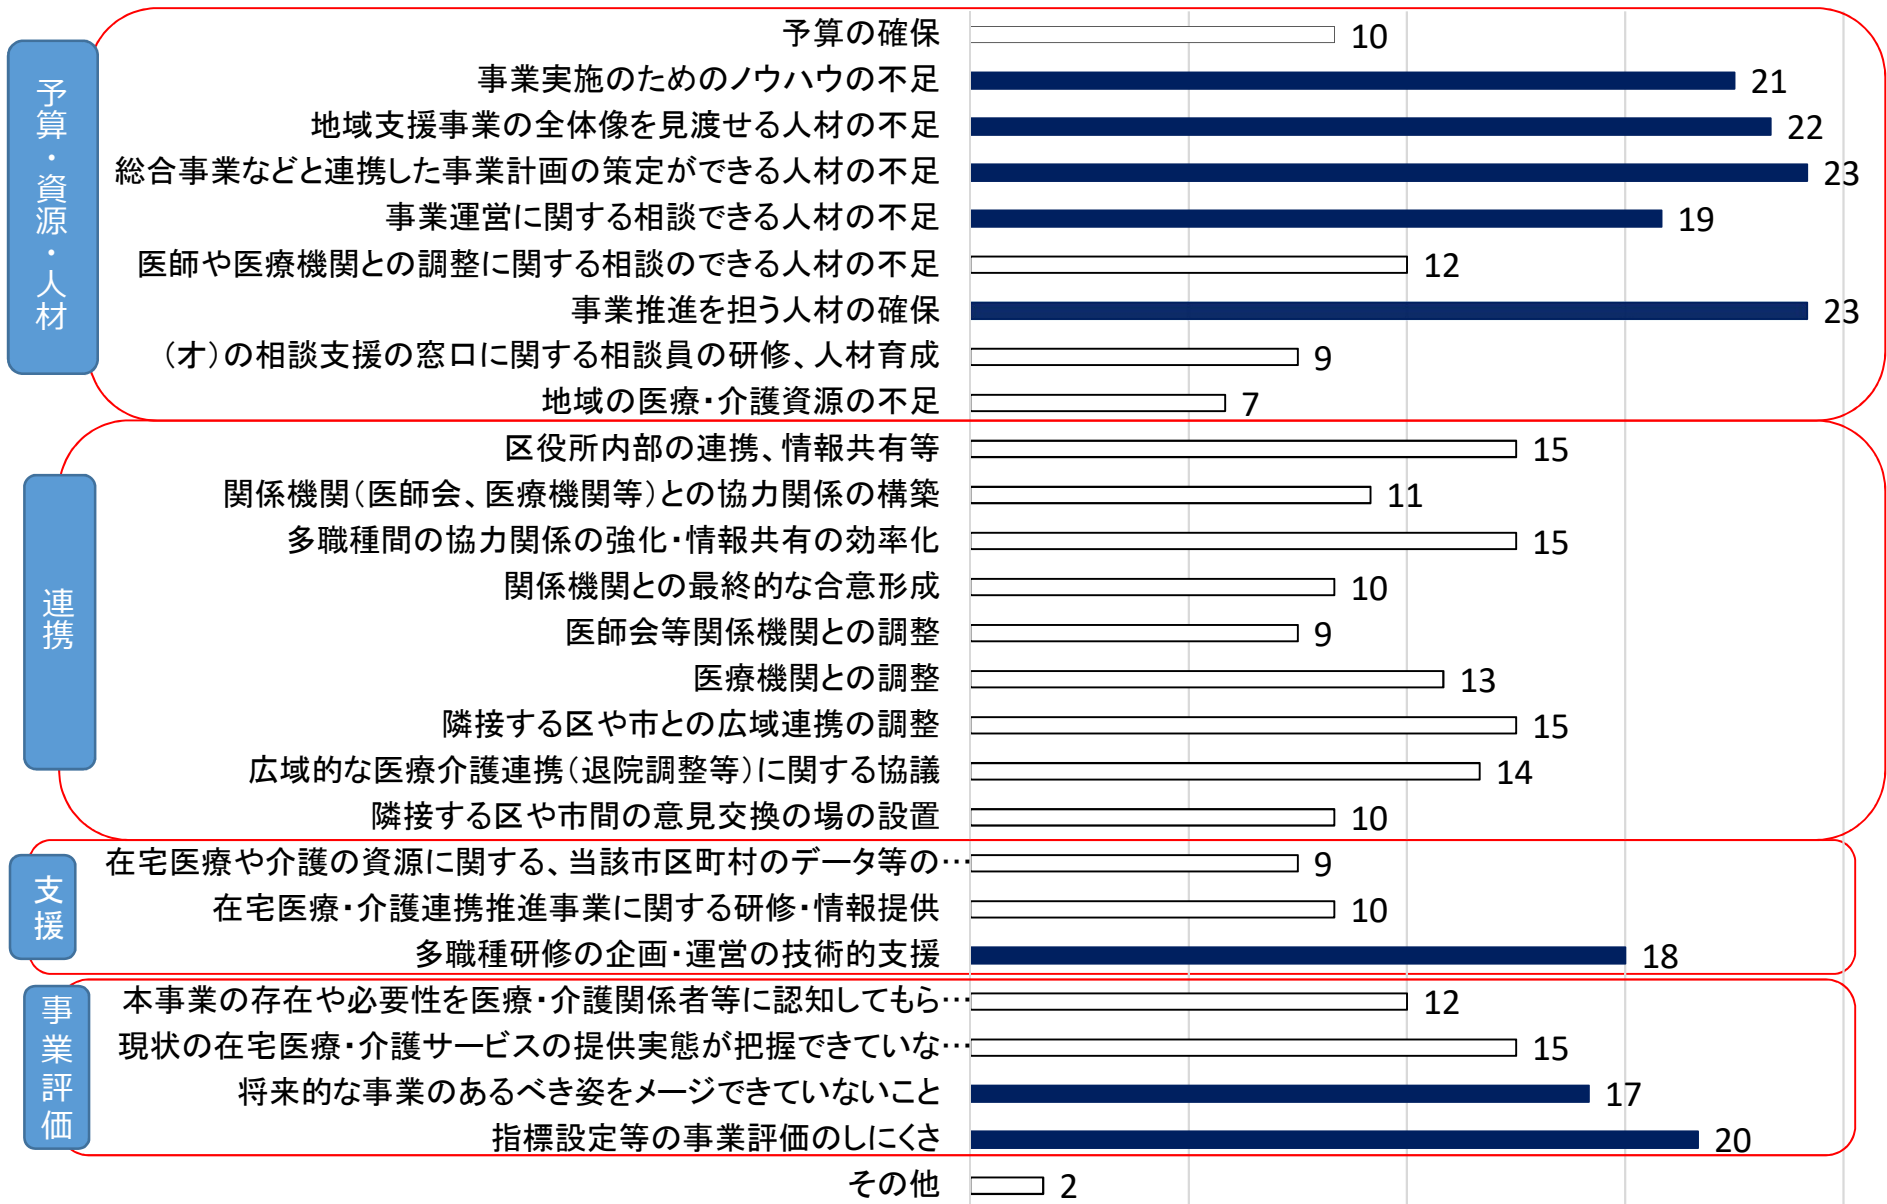 予算・資源・人材
予算の確保 10
事業実施のためのノウハウの不足 21
地域支援事業の全体像を見渡せる人材の不足 22
総合事業などと連携した事業計画の策定ができる人材の不足 23
事業運営に関する相談できる人材の不足 19
医師や医療機関との調整に関する相談のできる人材の不足 12
事業推進を担う人材の確保 23
(オ)の相談支援の窓口に関する相談員の研修、人材育成 9
地域の医療・介護資源の不足 7
連携
区役所内部の連携、情報共有等 15
関係機関(医師会、医療機関等)との協力関係の構築 11
多職種間の協力関係の強化・情報共有の効率化 15
関係機関との最終的な合意形成 10
医師会等関係機関との調整 9
医療機関との調整 13
隣接する区や市との広域連携の調整 15
広域的な医療介護連携(退院調整等)に関する協議 14
隣接する区や市間の意見交換の場の設置 10
支援
在宅医療や介護の資源に関する、当該市区町村のデータ等の… 9
在宅医療・介護連携推進事業に関する研修・情報提供 10
多職種研修の企画・運営の技術的支援 18
事業評価
本事業の存在や必要性を医療・介護関係者等に認知してもら… 12
現状の在宅医療・介護サービスの提供実態が把握できていな… 15
将来的な事業のあるべき姿をメージできていないこと 17
指標設定等の事業評価のしにくさ 20
その他 2